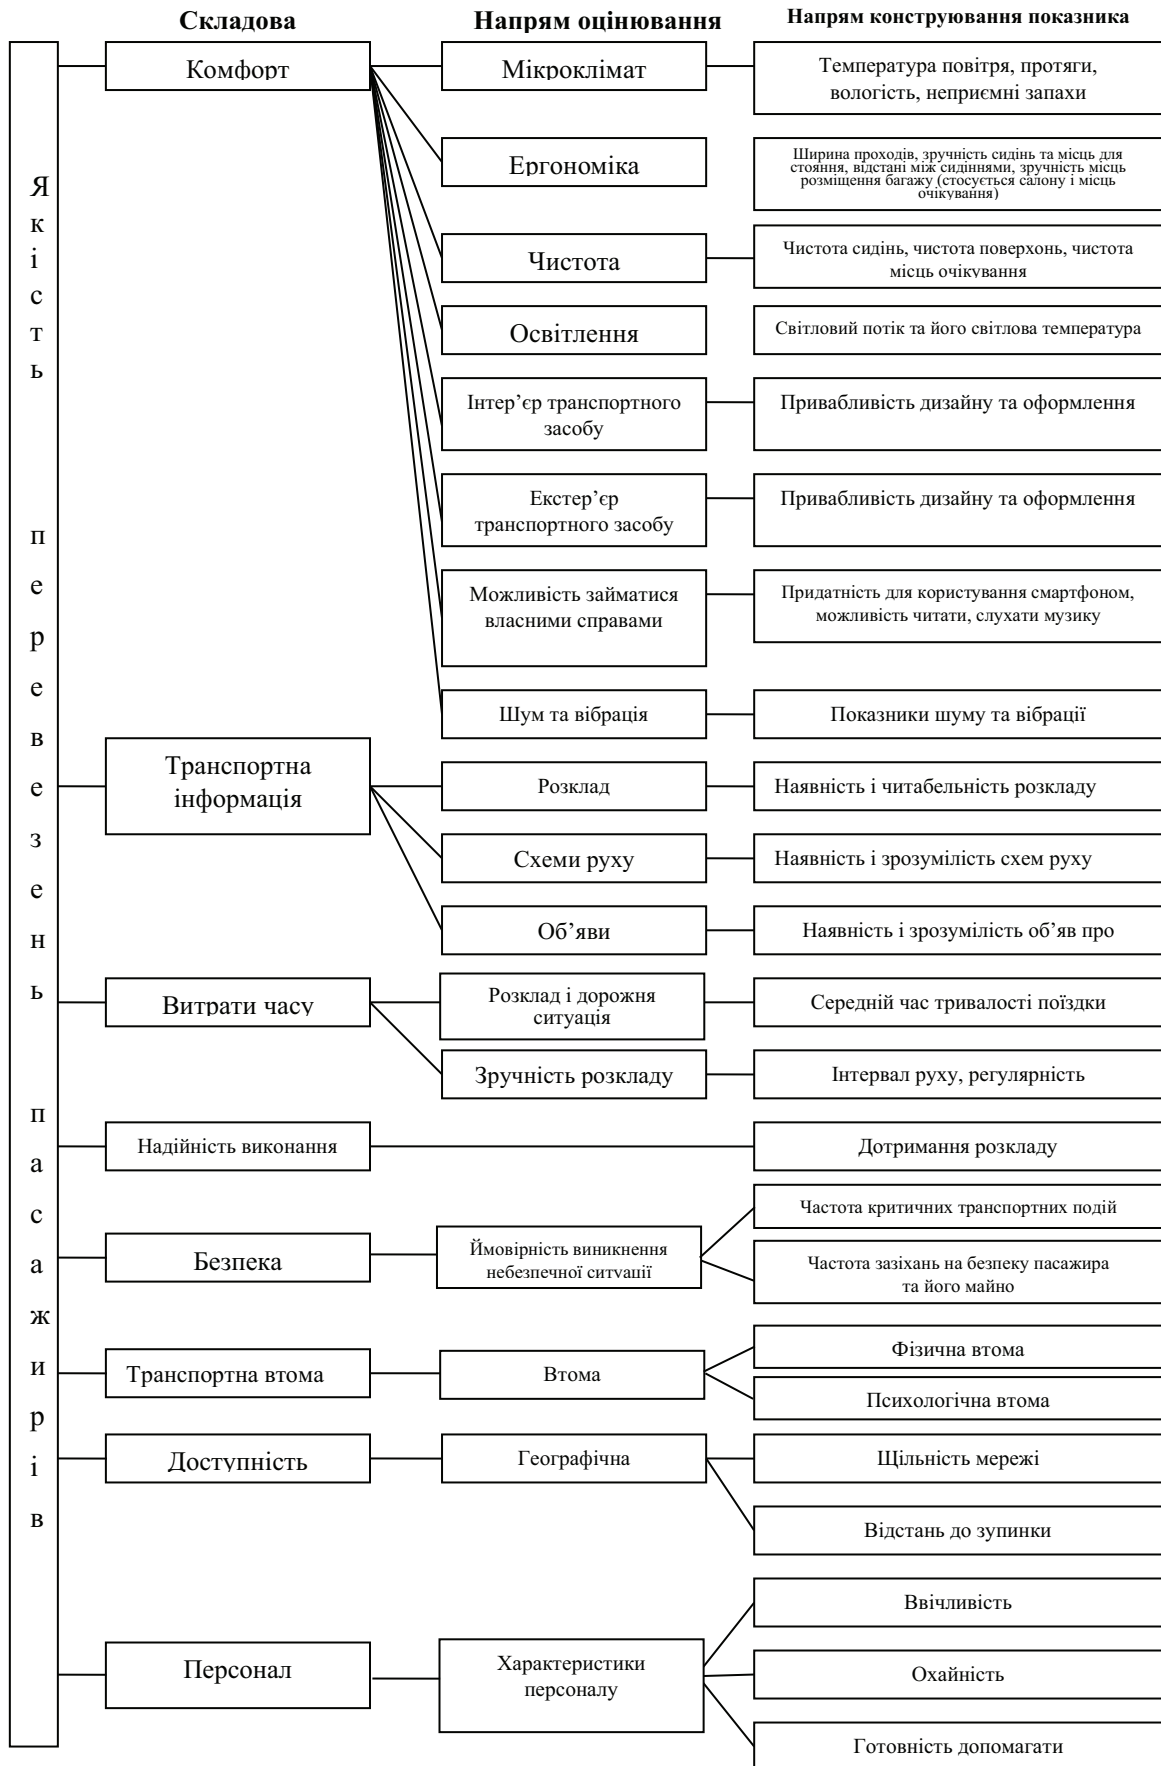 Складова
Напрям оцінювання
Напрям конструювання показника
Якість перевезень пасажирів
Комфорт
Мікроклімат
Температура повітря, протяги,
вологість, неприємні запахи
Ергономіка
Ширина проходів, зручність сидінь та місць для
стояння, відстані між сидіннями, зручність місць
розміщення багажу (стосується салону і місць
очікування)
Чистота
Чистота сидінь, чистота поверхонь, чистота
місць очікування
Освітлення
Світловий потік та його світлова температура
Інтер’єр транспортного
засобу
Привабливість дизайну та оформлення
Екстер’єр
транспортного засобу
Привабливість дизайну та оформлення
Можливість займатися
власними справами
Придатність для користування смартфоном,
можливість читати, слухати музику
Шум та вібрація
Показники шуму та вібрації
Транспортна
інформація
Розклад
Наявність і читабельність розкладу
Схеми руху
Наявність і зрозумілість схем руху
Об’яви
Наявність і зрозумілість об’яв про
Витрати часу
Розклад і дорожня
ситуація
Середній час тривалості поїздки
Зручність розкладу
Інтервал руху, регулярність
Надійність виконання
Дотримання розкладу
Безпека
Ймовірність виникнення
небезпечної ситуації
Частота критичних транспортних подій
Частота зазіхань на безпеку пасажира
та його майно
Транспортна втома
Втома
Фізична втома
Психологічна втома
Доступність
Географічна
Щільність мережі
Відстань до зупинки
Персонал
Характеристики
персоналу
Ввічливість
Охайність
Готовність допомагати